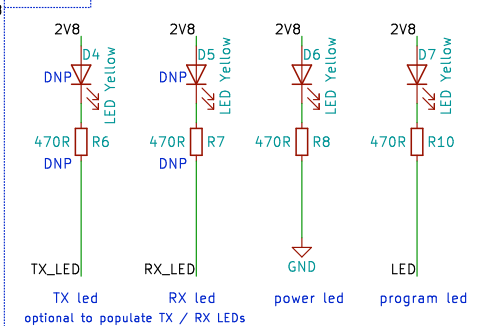 2V8 2V8 2V8 2V8
D4 D5 D6 D7
DNP DNP
LED Yellow LED Yellow LED Yellow LED Yellow
470R R6 470R R7 470R R8 470R R10
DNP DNP
GND
TX_LED RX_LED LED
TX led RX led power led program led
optional to populate TX / RX LEDs